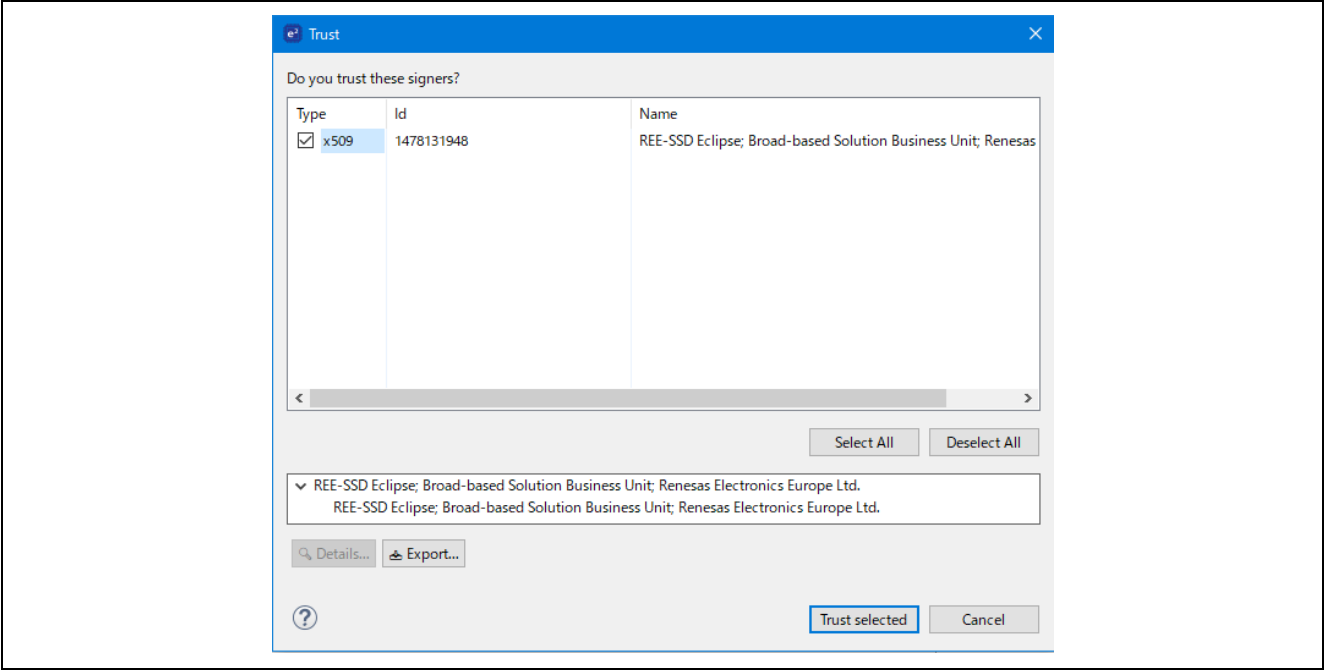 e² Trust
Do you trust these signers?
Type Id Name
x509 1478131948 REE-SSD Eclipse; Broad-based Solution Business Unit; Renesas
Select All Deselect All
REE-SSD Eclipse; Broad-based Solution Business Unit; Renesas Electronics Europe Ltd.
REE-SSD Eclipse; Broad-based Solution Business Unit; Renesas Electronics Europe Ltd.
Details... Export...
? Trust selected Cancel